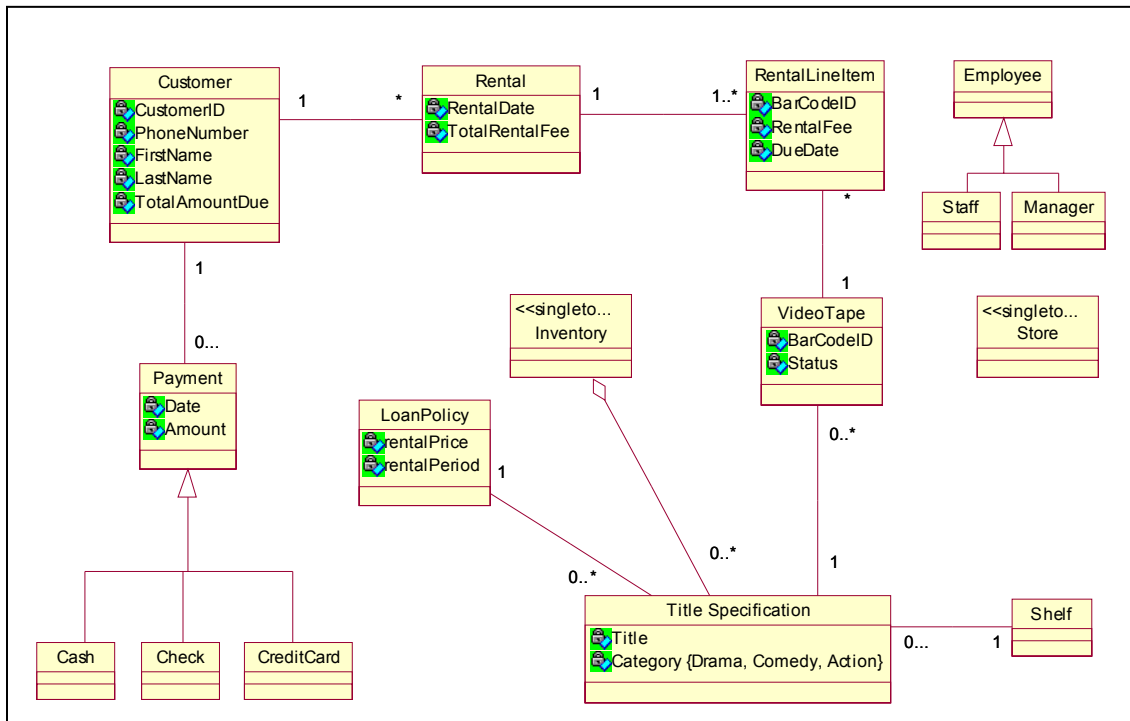 Customer
CustomerID
PhoneNumber
FirstName
LastName
TotalAmountDue
1
*
Rental
RentalDate
TotalRentalFee
1
1..*
RentalLineItem
BarCodeID
RentalFee
DueDate
*
1
Employee
Staff
Manager
VideoTape
BarCodeID
Status
0..*
1
<<singleto...
Inventory
0..*
<<singleto...
Store
1
0...
Payment
Date
Amount
Cash
Check
CreditCard
LoanPolicy
rentalPrice
rentalPeriod
1
0..*
Title Specification
Title
Category {Drama, Comedy, Action}
0...
1
Shelf